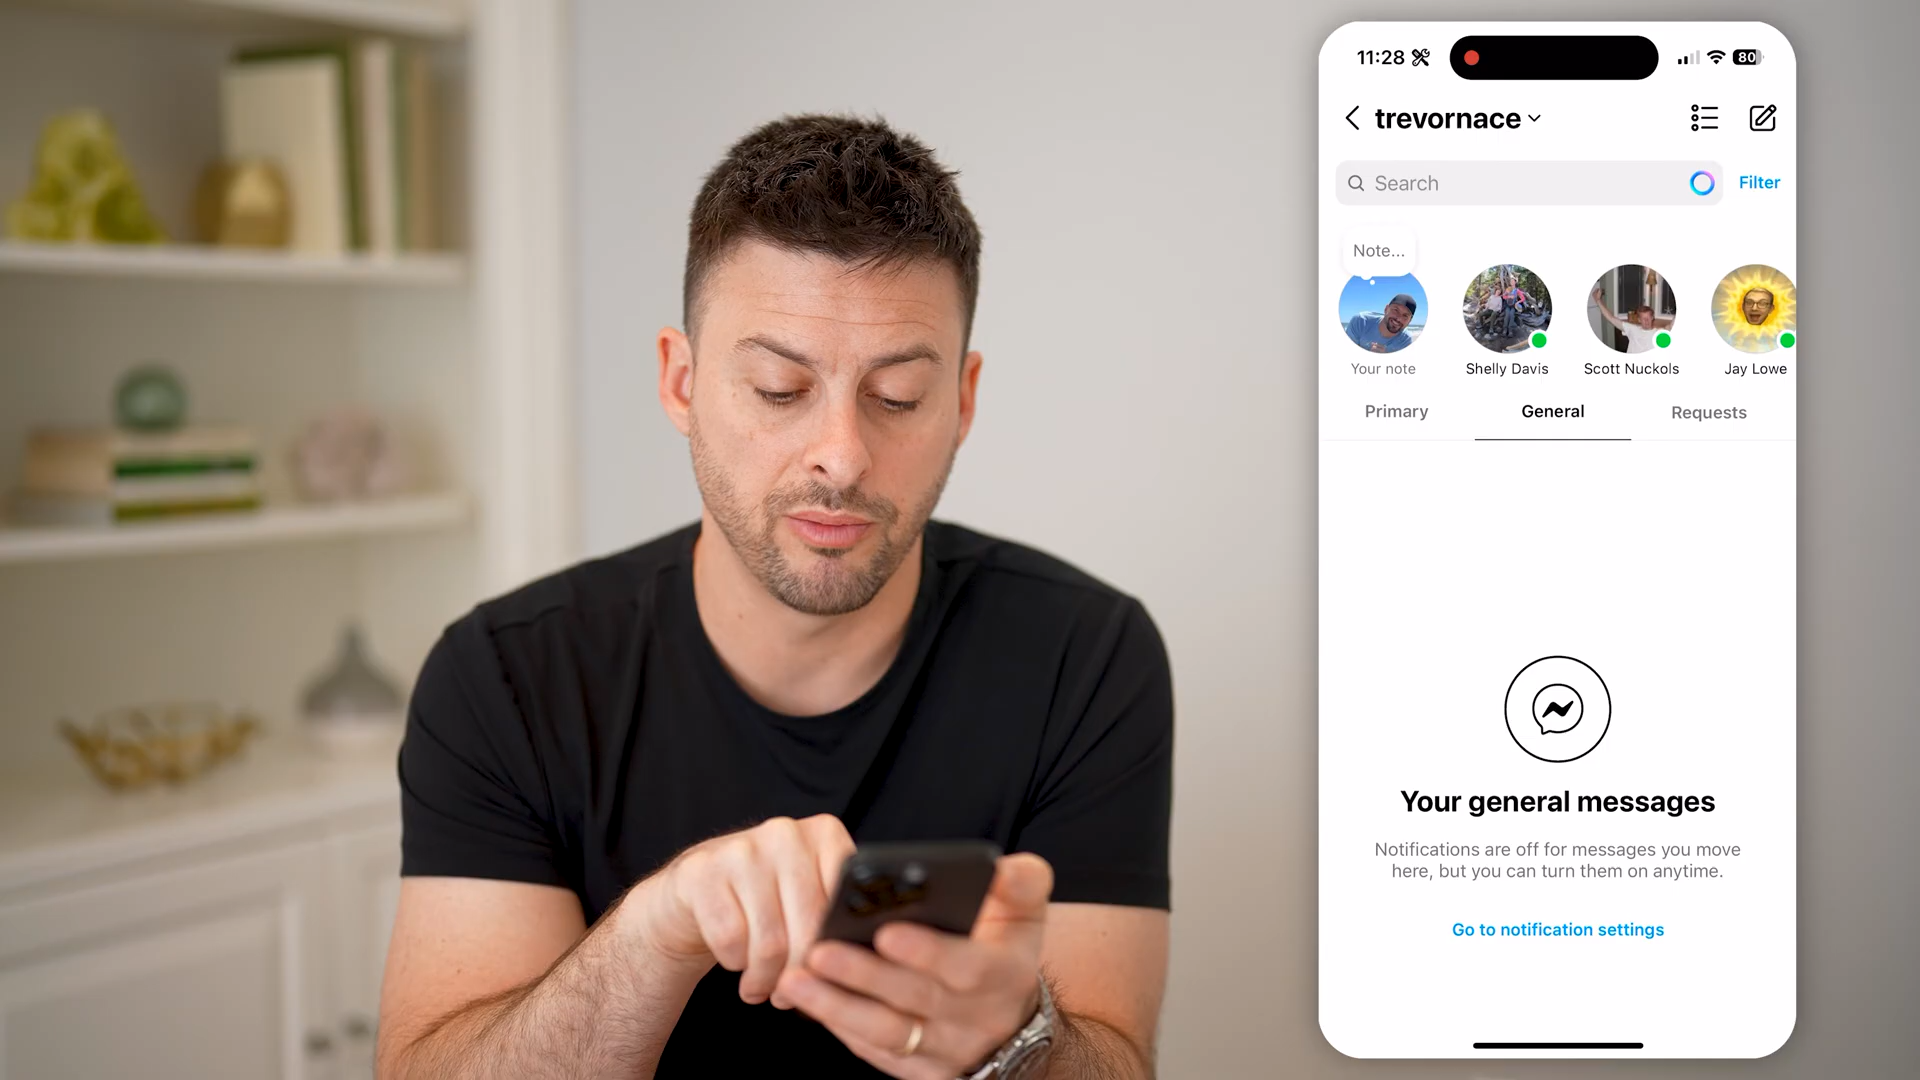 11:28
80
trevornace
Search
Filter
Note...
Your note
Shelly Davis
Scott Nuckols
Jay Lowe
Primary
General
Requests
Your general messages
Notifications are off for messages you move
here, but you can turn them on anytime.
Go to notification settings